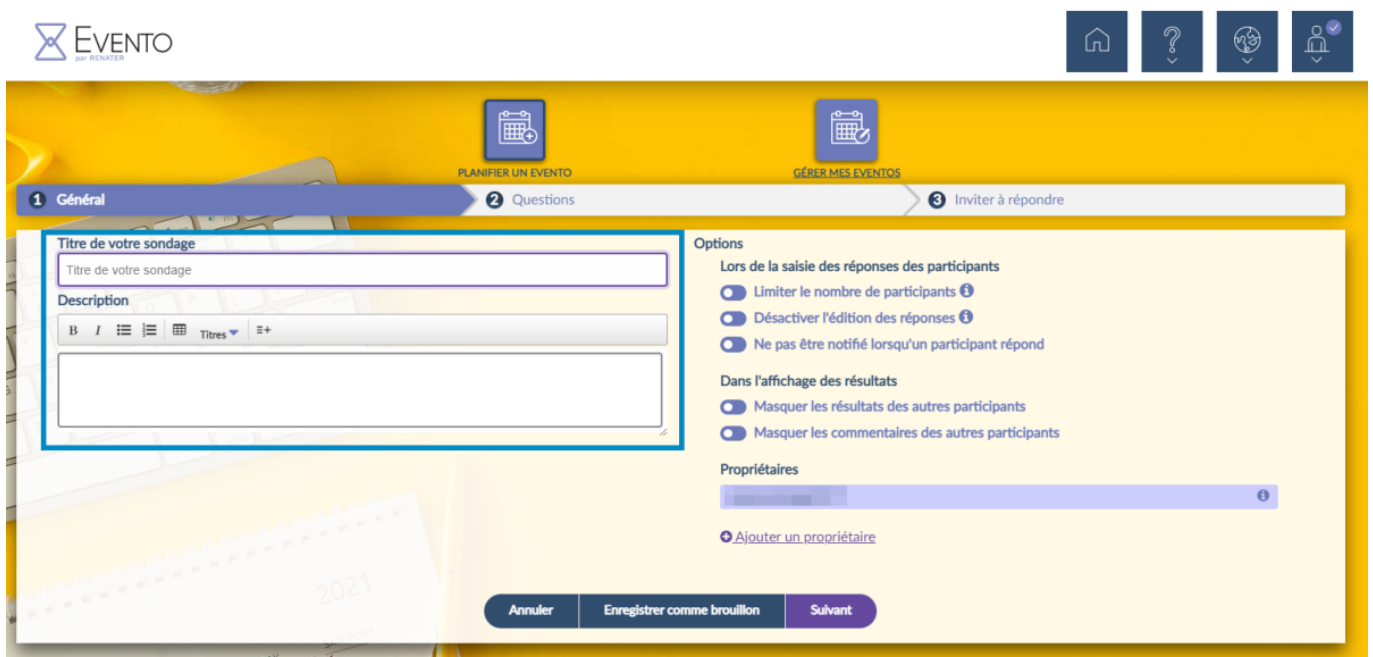 EVENTO
par RENATER
PLANIFIER UN EVENTO
GÉRER MES EVENTOS
1 Général
2 Questions
3 Inviter à répondre
Titre de votre sondage
Titre de votre sondage
Description
B I Titres
Options
Lors de la saisie des réponses des participants
Limiter le nombre de participants
Désactiver l'édition des réponses
Ne pas être notifié lorsqu'un participant répond
Dans l'affichage des résultats
Masquer les résultats des autres participants
Masquer les commentaires des autres participants
Propriétaires
Ajouter un propriétaire
2021
Annuler
Enregistrer comme brouillon
Suivant